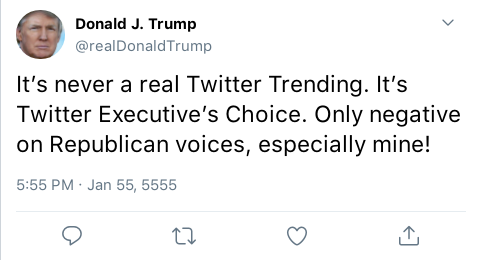 Donald J. Trump
@realDonaldTrump
It’s never a real Twitter Trending. It’s
Twitter Executive’s Choice. Only negative
on Republican voices, especially mine!
5:55 PM · Jan 55, 5555